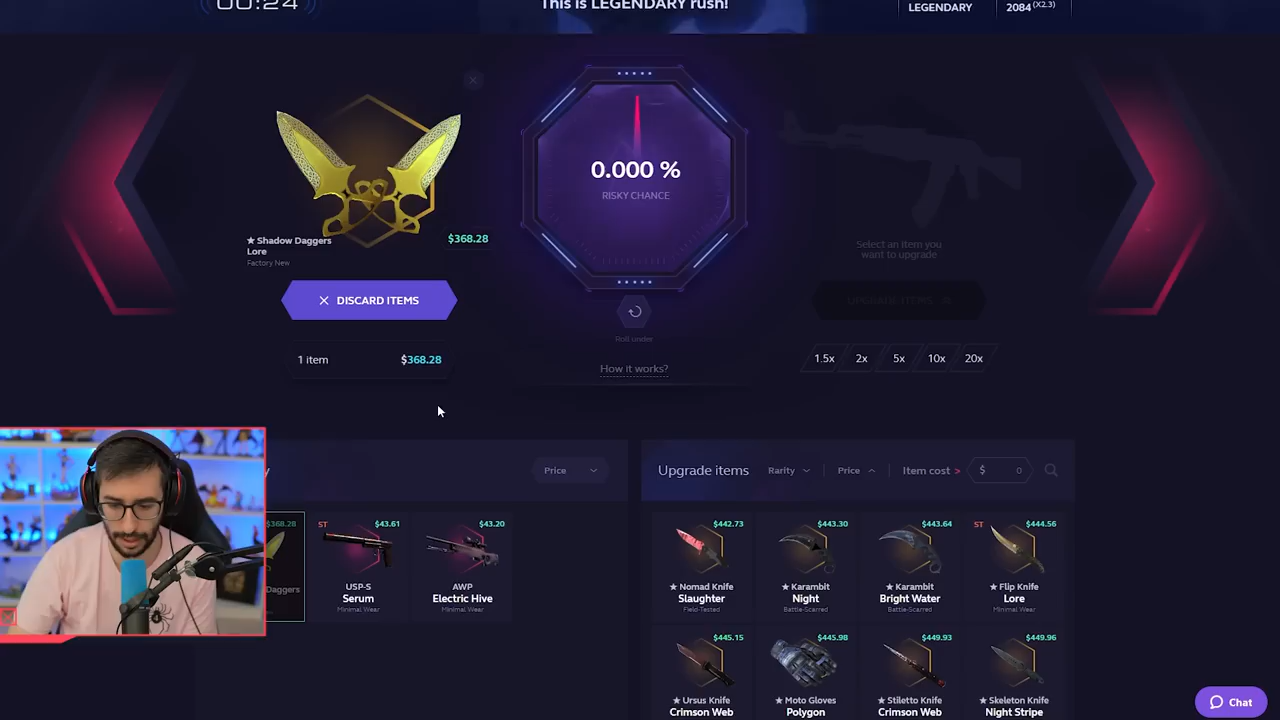 00:24
This is LEGENDARY rush!
LEGENDARY
2084 (X2.3)
0.000 %
RISKY CHANCE
★ Shadow Daggers
Lore
Factory New
$368.28
DISCARD ITEMS
1 item
$368.28
Roll under
How it works?
Select an item you
want to upgrade
UPGRADE ITEMS
1.5x
2x
5x
10x
20x
Price
Upgrade items
Rarity
Price
Item cost >
$ 0
$368.28
Daggers
ST
$43.61
USP-S
Serum
Minimal Wear
$43.20
AWP
Electric Hive
Minimal Wear
$442.73
★ Nomad Knife
Slaughter
Field-Tested
$443.30
★ Karambit
Night
Battle-Scarred
$443.64
★ Karambit
Bright Water
Battle-Scarred
ST
$444.56
★ Flip Knife
Lore
Minimal Wear
$445.15
★ Ursus Knife
Crimson Web
$445.98
★ Moto Gloves
Polygon
$449.93
★ Stiletto Knife
Crimson Web
$449.96
★ Skeleton Knife
Night Stripe
Chat